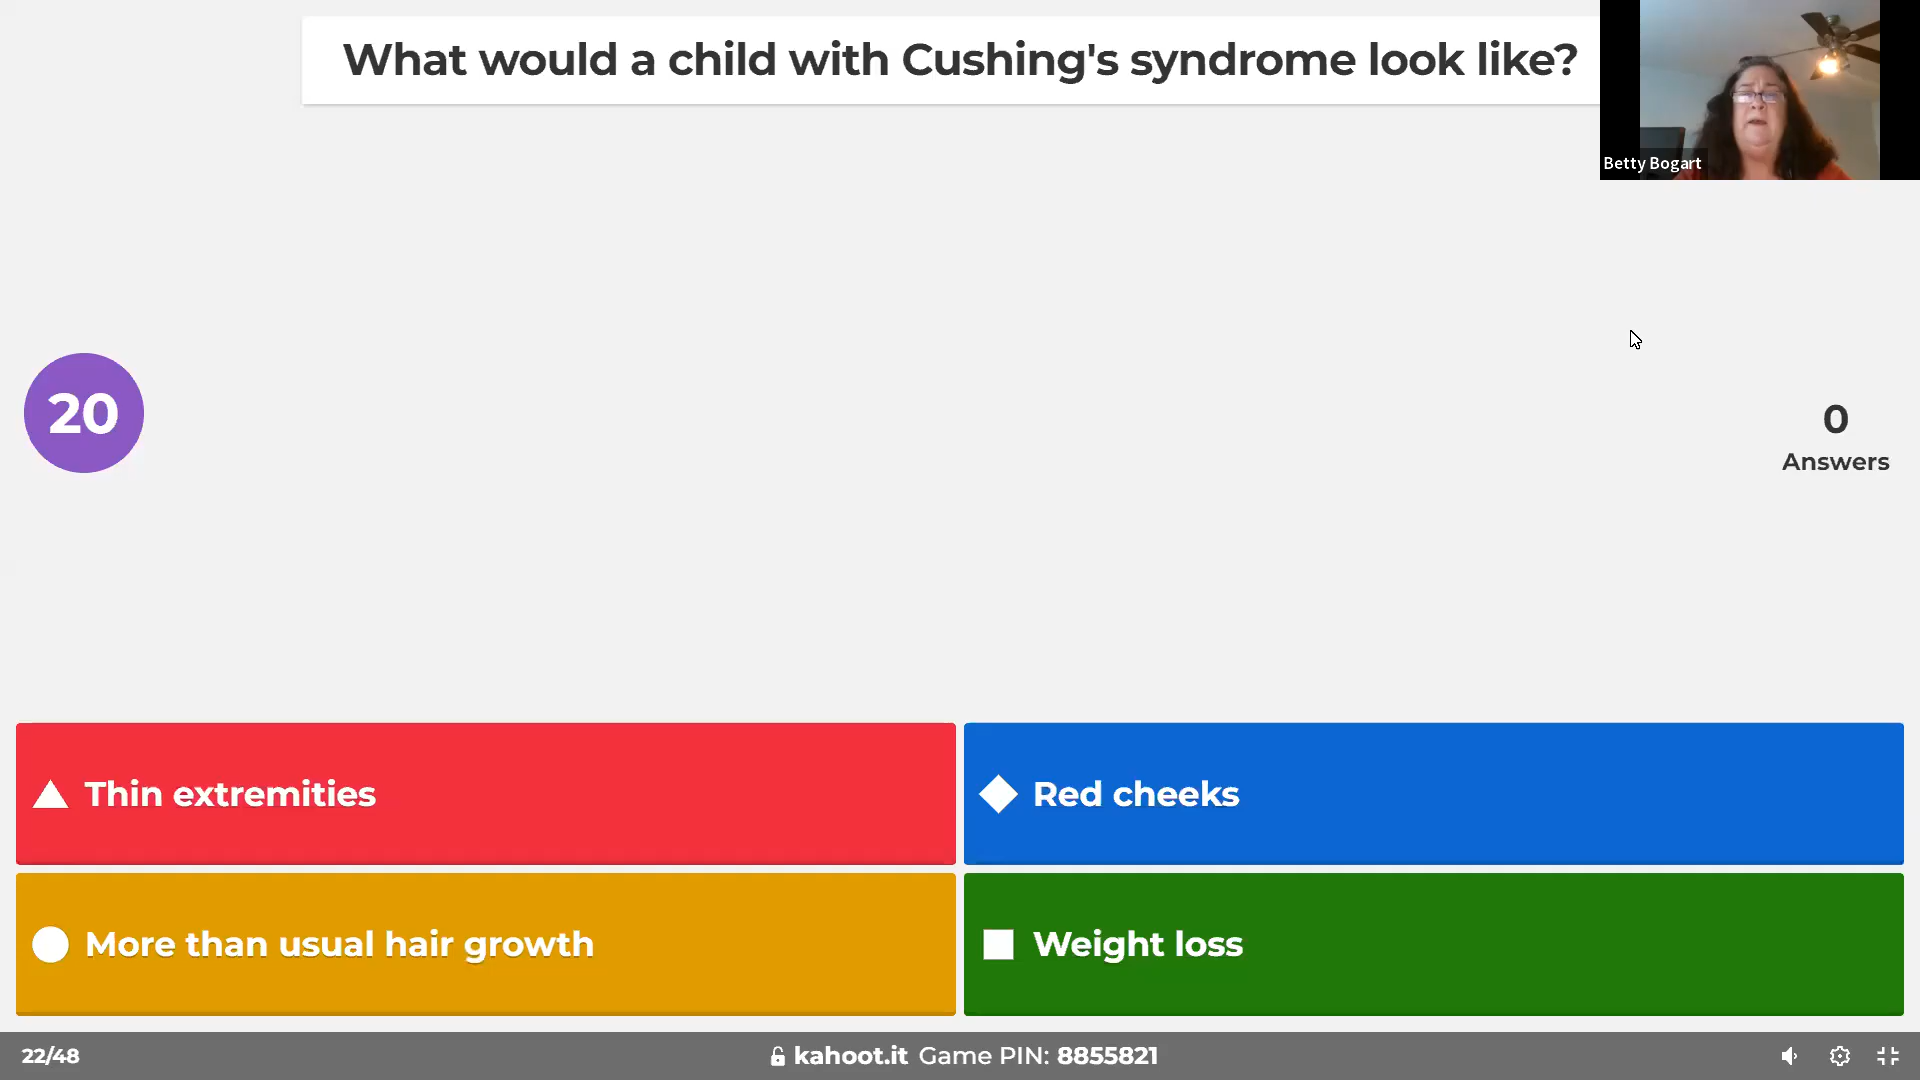 What would a child with Cushing's syndrome look like?
Betty Bogart
20
0
Answers
Thin extremities
Red cheeks
More than usual hair growth
Weight loss
22/48
kahoot.it Game PIN: 8855821